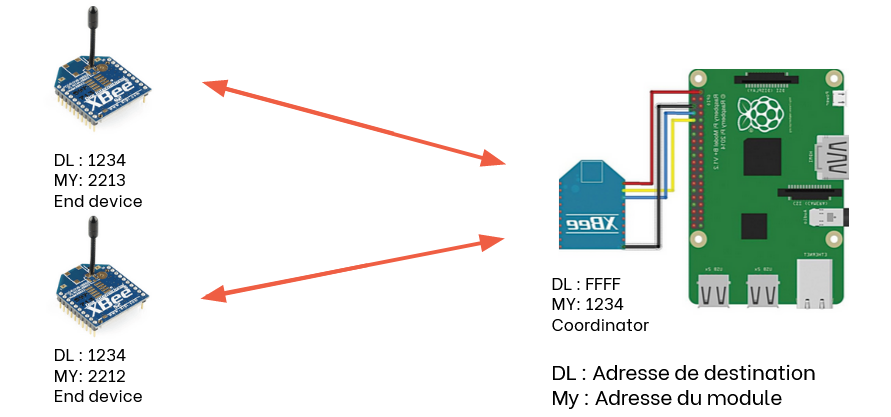 XBee
DL : 1234
MY: 2213
End device
XBee
DL : 1234
MY: 2212
End device
XBee
DL : FFFF
MY: 1234
Coordinator
DL : Adresse de destination
My : Adresse du module